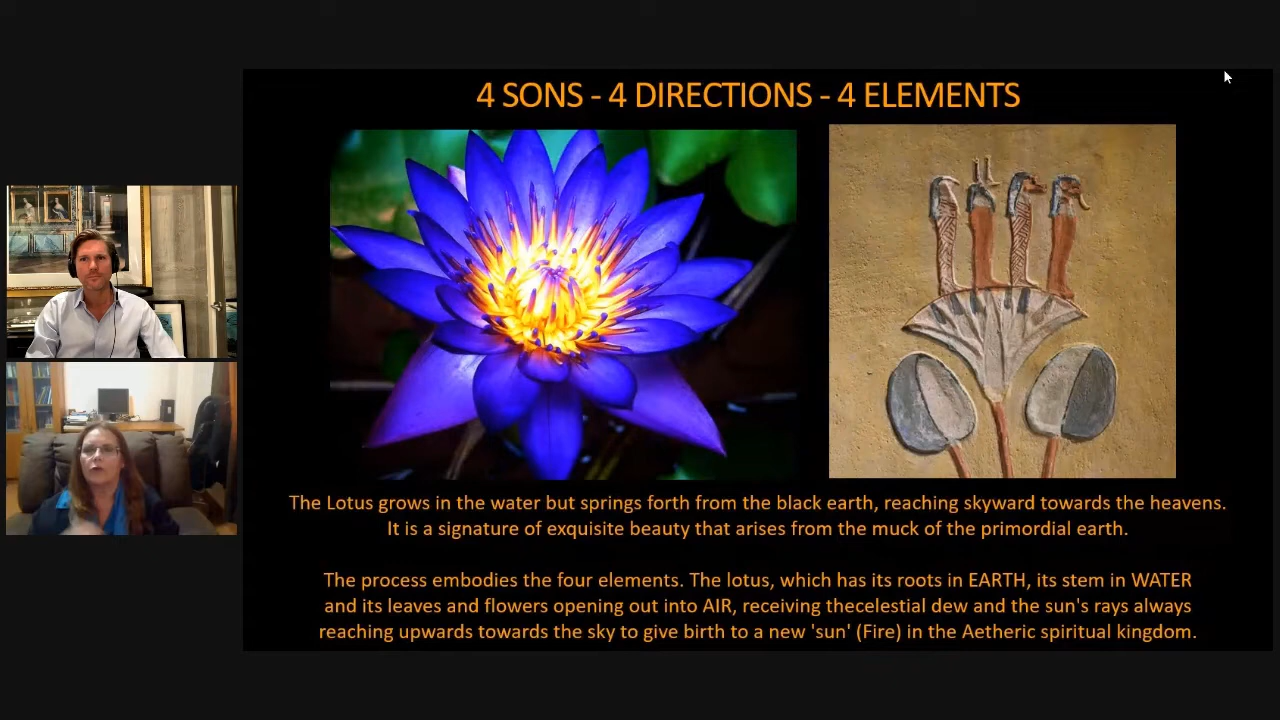 4 SONS - 4 DIRECTIONS - 4 ELEMENTS
The Lotus grows in the water but springs forth from the black earth, reaching skyward towards the heavens.
It is a signature of exquisite beauty that arises from the muck of the primordial earth.
The process embodies the four elements. The lotus, which has its roots in EARTH, its stem in WATER
and its leaves and flowers opening out into AIR, receiving thecelestial dew and the sun's rays always
reaching upwards towards the sky to give birth to a new 'sun' (Fire) in the Aetheric spiritual kingdom.